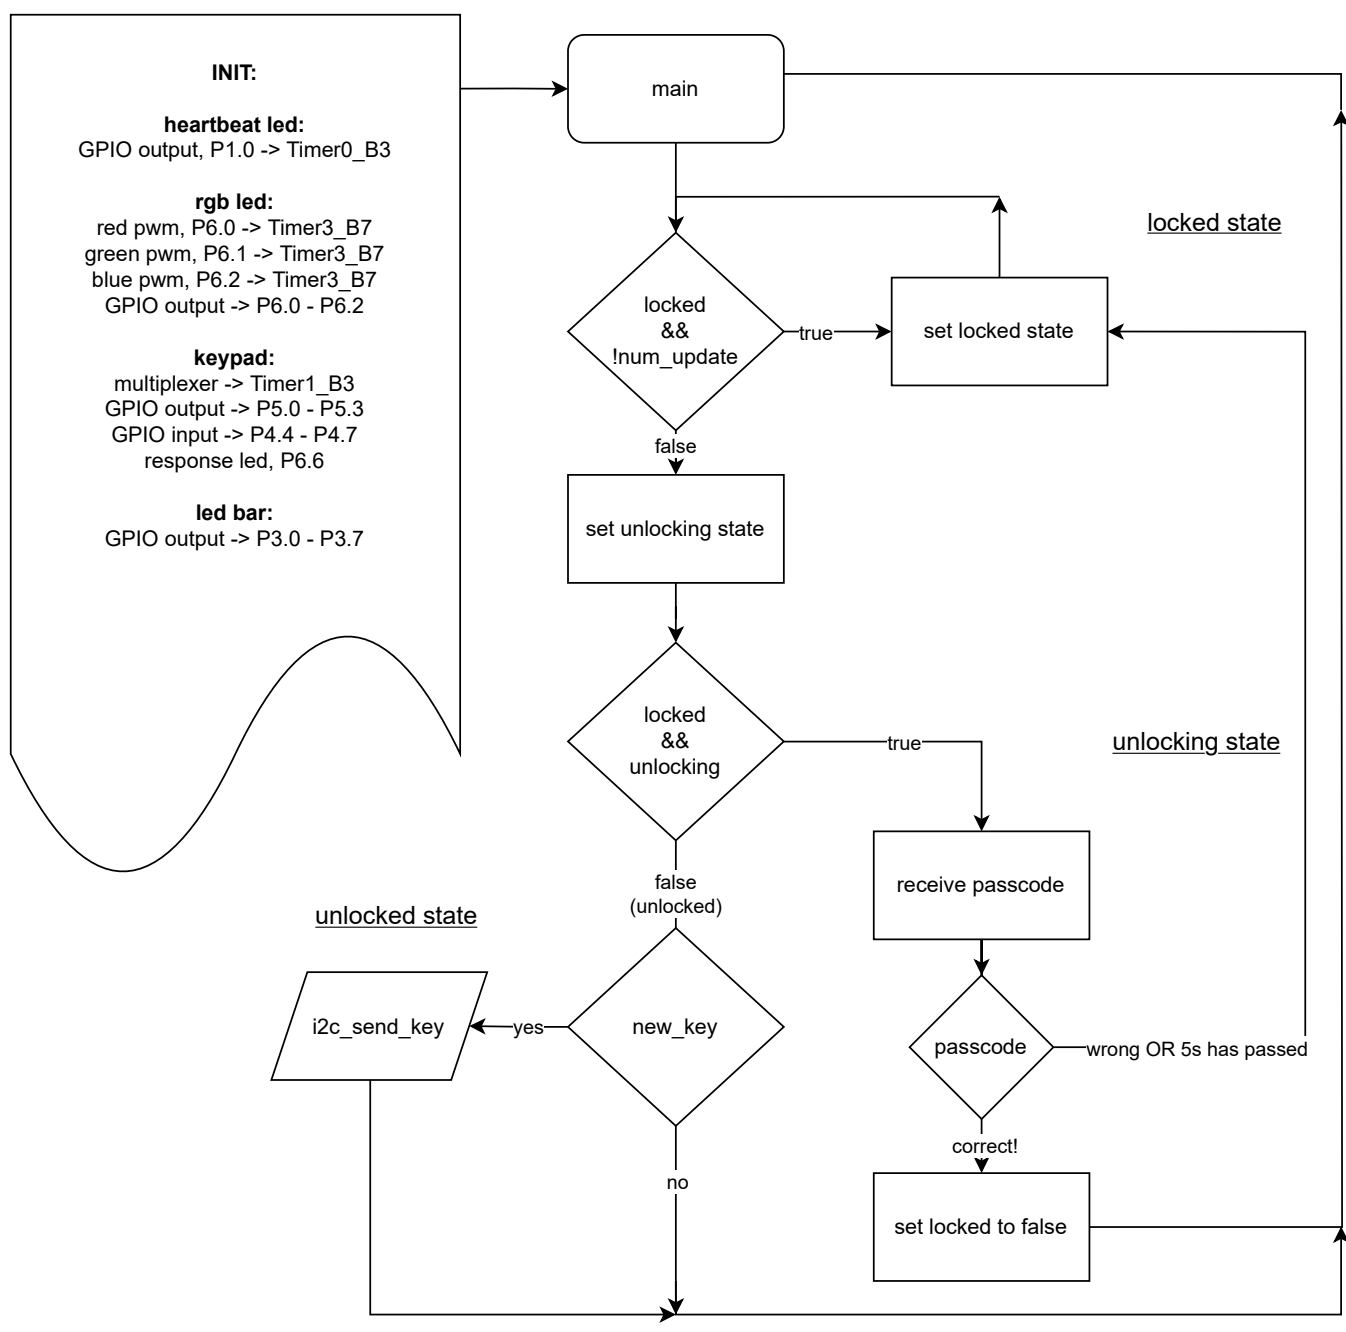 INIT:
heartbeat led:
GPIO output, P1.0 -> Timer0_B3
rgb led:
red pwm, P6.0 -> Timer3_B7
green pwm, P6.1 -> Timer3_B7
blue pwm, P6.2 -> Timer3_B7
GPIO output -> P6.0 - P6.2
keypad:
multiplexer -> Timer1_B3
GPIO output -> P5.0 - P5.3
GPIO input -> P4.4 - P4.7
response led, P6.6
led bar:
GPIO output -> P3.0 - P3.7
main
locked state
locked
&&
!num_update
true
set locked state
false
set unlocking state
locked
&&
unlocking
true
unlocking state
false
(unlocked)
receive passcode
unlocked state
i2c_send_key
yes
new_key
passcode
wrong OR 5s has passed
correct!
no
set locked to false